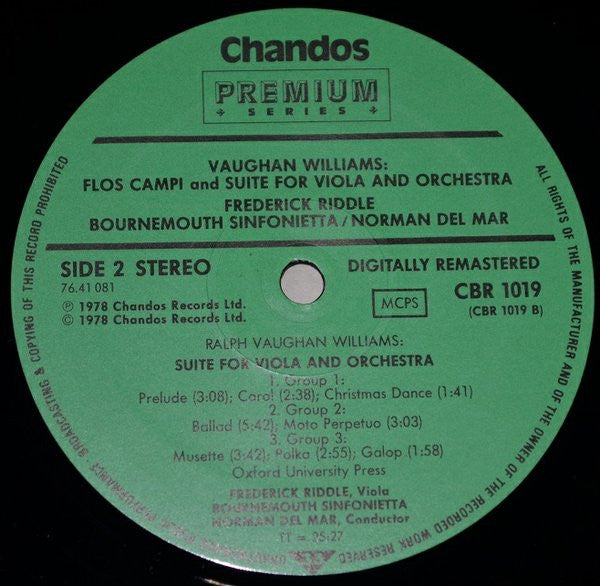 Chandos
PREMIUM
SERIES
VAUGHAN WILLIAMS:
FLOS CAMPI and SUITE FOR VIOLA AND ORCHESTRA
FREDERICK RIDDLE
BOURNEMOUTH SINFONIETTA/NORMAN DEL MAR
SIDE 2 STEREO
76.41 081
DIGITALLY REMASTERED
℗ 1978 Chandos Records Ltd.
© 1978 Chandos Records Ltd.
MCPS
CBR 1019
(CBR 1019 B)
RALPH VAUGHAN WILLIAMS:
SUITE FOR VIOLA AND ORCHESTRA
1. Group 1:
Prelude (3:08); Carol (2:38); Christmas Dance (1:41)
2. Group 2:
Ballad (5:42); Moto Perpetuo (3:03)
3. Group 3:
Musette (3:42); Polka (2:55); Galop (1:58)
Oxford University Press
FREDERICK RIDDLE, Viola
BOURNEMOUTH SINFONIETTA
NORMAN DEL MAR, Conductor
TT = 25:27
ALL RIGHTS OF THE MANUFACTURER AND OF THE OWNER OF THE RECORDED WORK RESERVED
PUBLIC PERFORMANCE BROADCASTING & COPYING OF THIS RECORD PROHIBITED